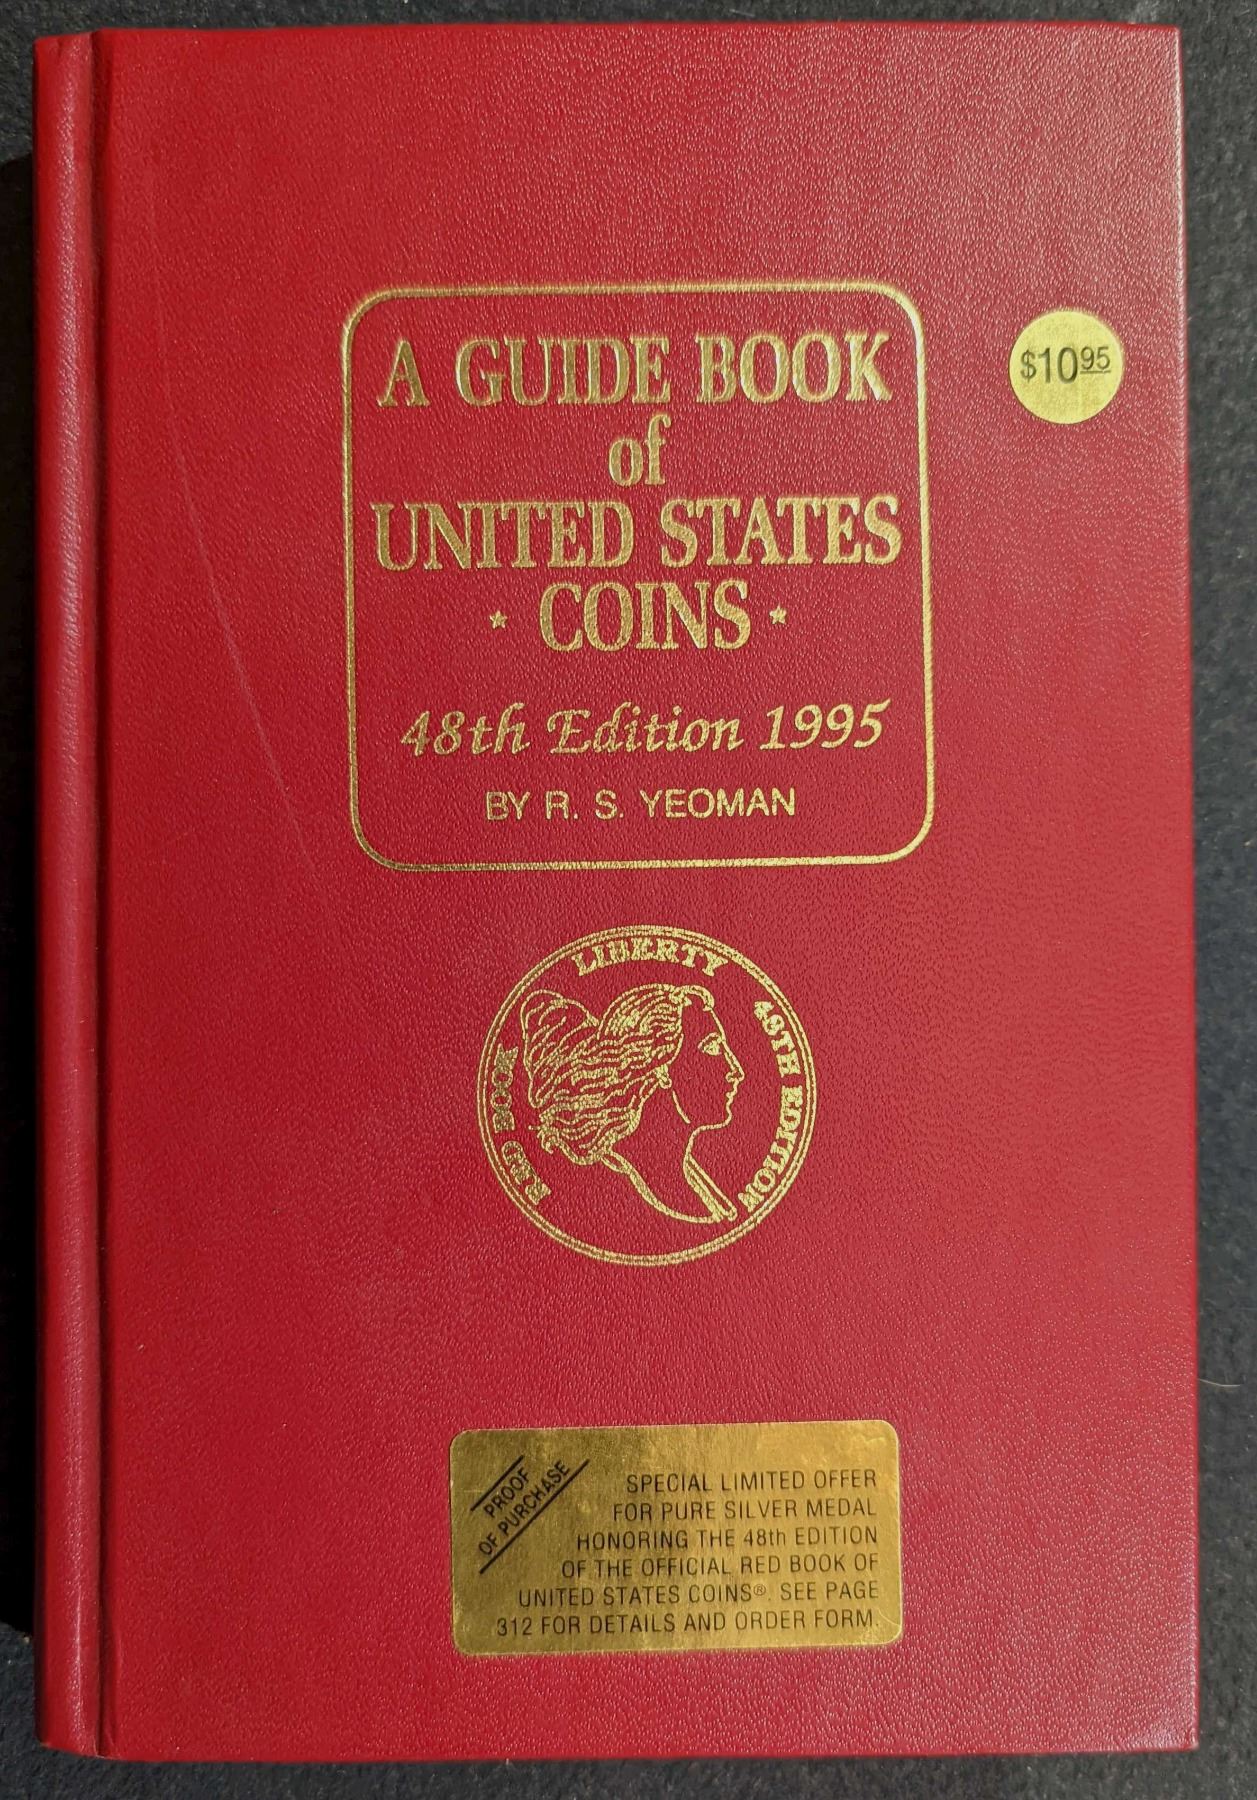 A GUIDE BOOK
of
UNITED STATES
COINS
48th Edition 1995
BY R. S. YEOMAN
$10⁹⁵
LIBERTY
RED BOOK
48TH EDITION
PROOF
OF PURCHASE
SPECIAL LIMITED OFFER
FOR PURE SILVER MEDAL
HONORING THE 48th EDITION
OF THE OFFICIAL RED BOOK OF
UNITED STATES COINS®. SEE PAGE
312 FOR DETAILS AND ORDER FORM.